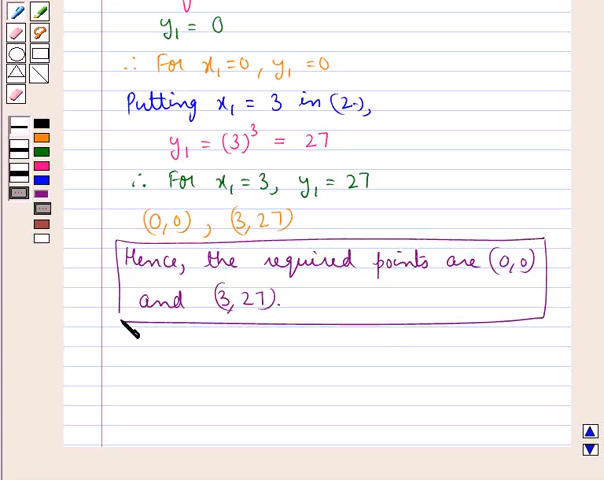 y₁ = 0
∴ For x₁=0, y₁ =0
Putting x₁ = 3 in (2.),
y₁ = (3)³ = 27
∴ For x₁=3, y₁=27
(0,0) , (3,27)
Hence, the required points are (0,0)
and (3,27).